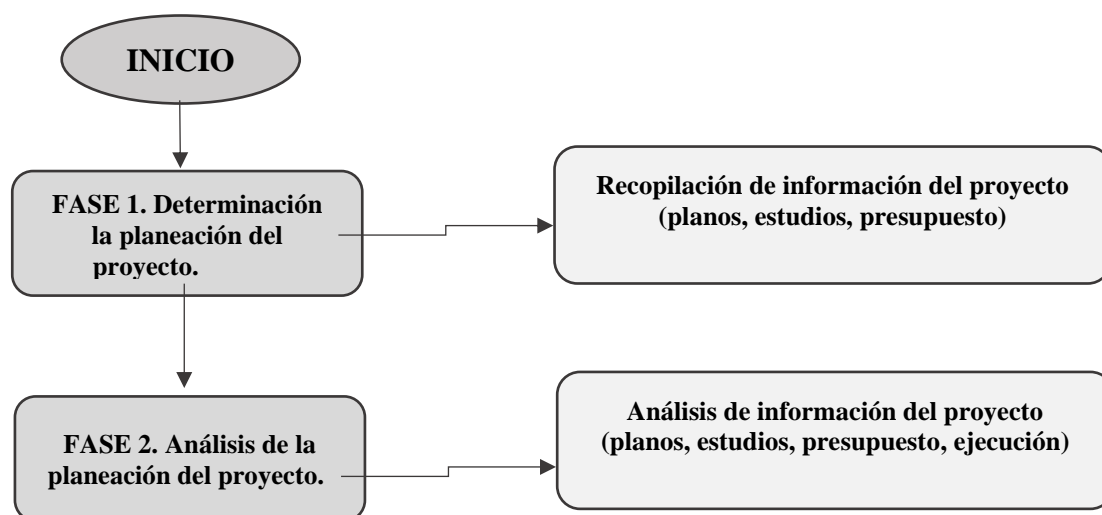 INICIO
FASE 1. Determinación
la planeación del
proyecto.
Recopilación de información del proyecto
(planos, estudios, presupuesto)
FASE 2. Análisis de la
planeación del proyecto.
Análisis de información del proyecto
(planos, estudios, presupuesto, ejecución)